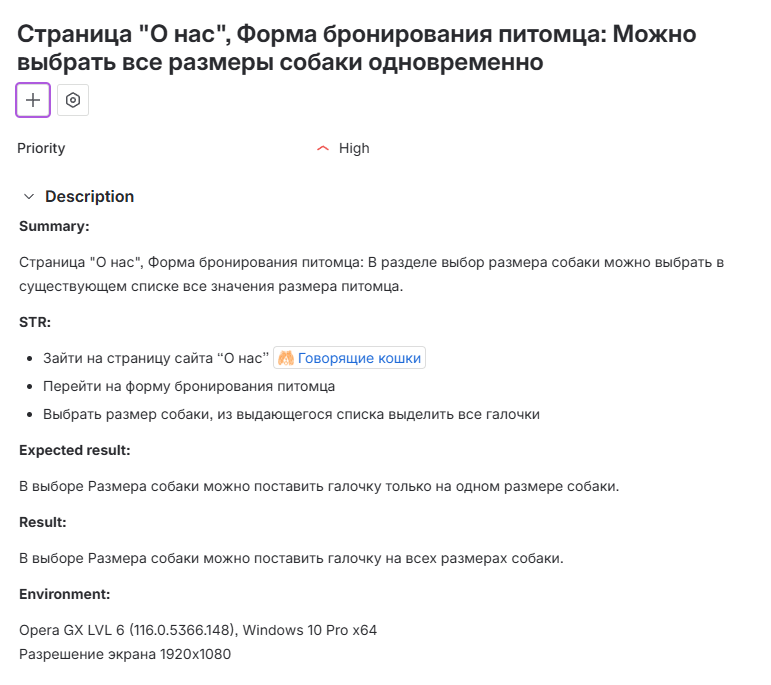 Страница "О нас", Форма бронирования питомца: Можно
выбрать все размеры собаки одновременно
Priority
High
Description
Summary:
Страница "О нас", Форма бронирования питомца: В разделе выбор размера собаки можно выбрать в
существующем списке все значения размера питомца.
STR:
• Зайти на страницу сайта “О нас” Говорящие кошки
• Перейти на форму бронирования питомца
• Выбрать размер собаки, из выдающегося списка выделить все галочки
Expected result:
В выборе Размера собаки можно поставить галочку только на одном размере собаки.
Result:
В выборе Размера собаки можно поставить галочку на всех размерах собаки.
Environment:
Opera GX LVL 6 (116.0.5366.148), Windows 10 Pro x64
Разрешение экрана 1920x1080